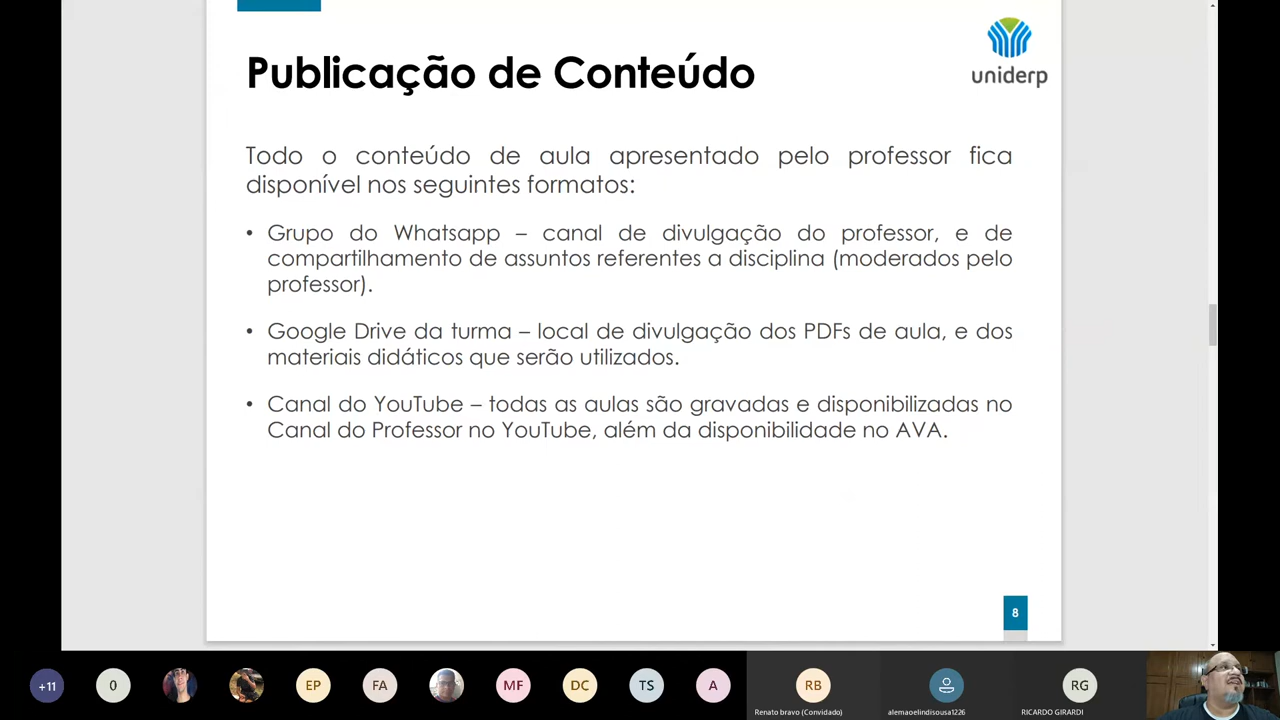 Publicação de Conteúdo
uniderp
Todo o conteúdo de aula apresentado pelo professor fica
disponível nos seguintes formatos:
• Grupo do Whatsapp – canal de divulgação do professor, e de
compartilhamento de assuntos referentes a disciplina (moderados pelo
professor).
• Google Drive da turma – local de divulgação dos PDFs de aula, e dos
materiais didáticos que serão utilizados.
• Canal do YouTube – todas as aulas são gravadas e disponibilizadas no
Canal do Professor no YouTube, além da disponibilidade no AVA.
8
+11 0 EP FA MF DC TS A RB RG
Renato bravo (Convidado) alemaoelindisousa1226 RICARDO GIRARDI